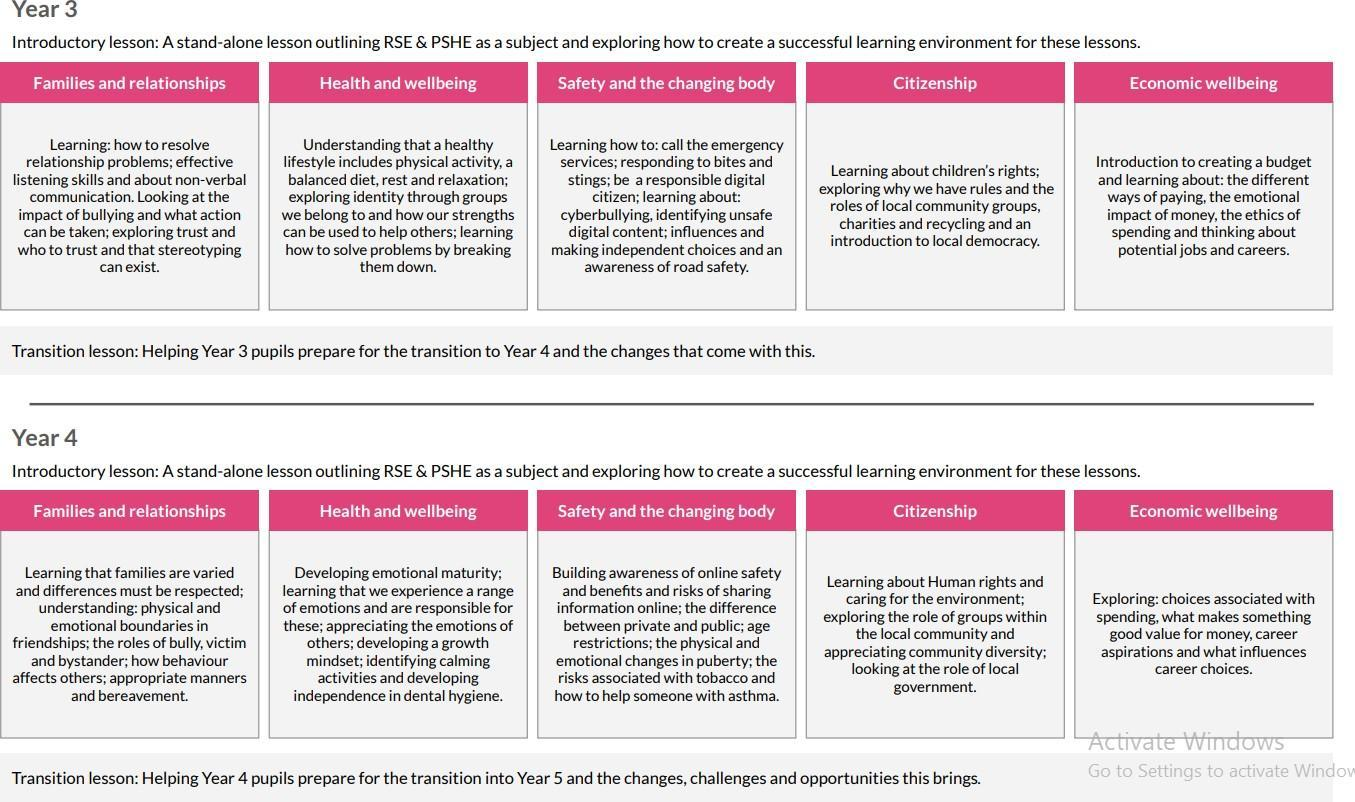 Year 3
Introductory lesson: A stand-alone lesson outlining RSE & PSHE as a subject and exploring how to create a successful learning environment for these lessons.
Families and relationships
Learning: how to resolve
relationship problems; effective
listening skills and about non-verbal
communication. Looking at the
impact of bullying and what action
can be taken; exploring trust and
who to trust and that stereotyping
can exist.
Health and wellbeing
Understanding that a healthy
lifestyle includes physical activity, a
balanced diet, rest and relaxation;
exploring identity through groups
we belong to and how our strengths
can be used to help others; learning
how to solve problems by breaking
them down.
Safety and the changing body
Learning how to: call the emergency
services; responding to bites and
stings; be a responsible digital
citizen; learning about:
cyberbullying, identifying unsafe
digital content; influences and
making independent choices and an
awareness of road safety.
Citizenship
Learning about children's rights;
exploring why we have rules and the
roles of local community groups,
charities and recycling and an
introduction to local democracy.
Economic wellbeing
Introduction to creating a budget
and learning about: the different
ways of paying, the emotional
impact of money, the ethics of
spending and thinking about
potential jobs and careers.
Transition lesson: Helping Year 3 pupils prepare for the transition to Year 4 and the changes that come with this.
Year 4
Introductory lesson: A stand-alone lesson outlining RSE & PSHE as a subject and exploring how to create a successful learning environment for these lessons.
Families and relationships
Learning that families are varied
and differences must be respected;
understanding: physical and
emotional boundaries in
friendships; the roles of bully, victim
and bystander; how behaviour
affects others; appropriate manners
and bereavement.
Health and wellbeing
Developing emotional maturity;
learning that we experience a range
of emotions and are responsible for
these; appreciating the emotions of
others; developing a growth
mindset; identifying calming
activities and developing
independence in dental hygiene.
Safety and the changing body
Building awareness of online safety
and benefits and risks of sharing
information online; the difference
between private and public; age
restrictions; the physical and
emotional changes in puberty; the
risks associated with tobacco and
how to help someone with asthma.
Citizenship
Learning about Human rights and
caring for the environment;
exploring the role of groups within
the local community and
appreciating community diversity;
looking at the role of local
government.
Economic wellbeing
Exploring: choices associated with
spending, what makes something
good value for money, career
aspirations and what influences
career choices.
Transition lesson: Helping Year 4 pupils prepare for the transition into Year 5 and the changes, challenges and opportunities this brings.
Activate Windows
Go to Settings to activate Window